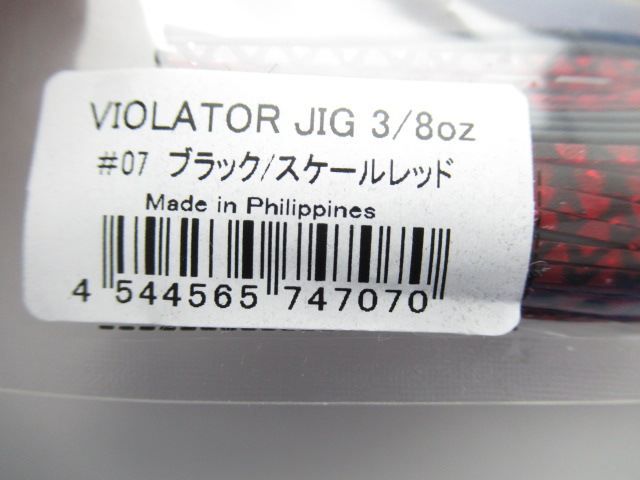 VIOLATOR JIG 3/8oz
#07 ブラック/スケールレッド
Made in Philippines
4 544565 747070